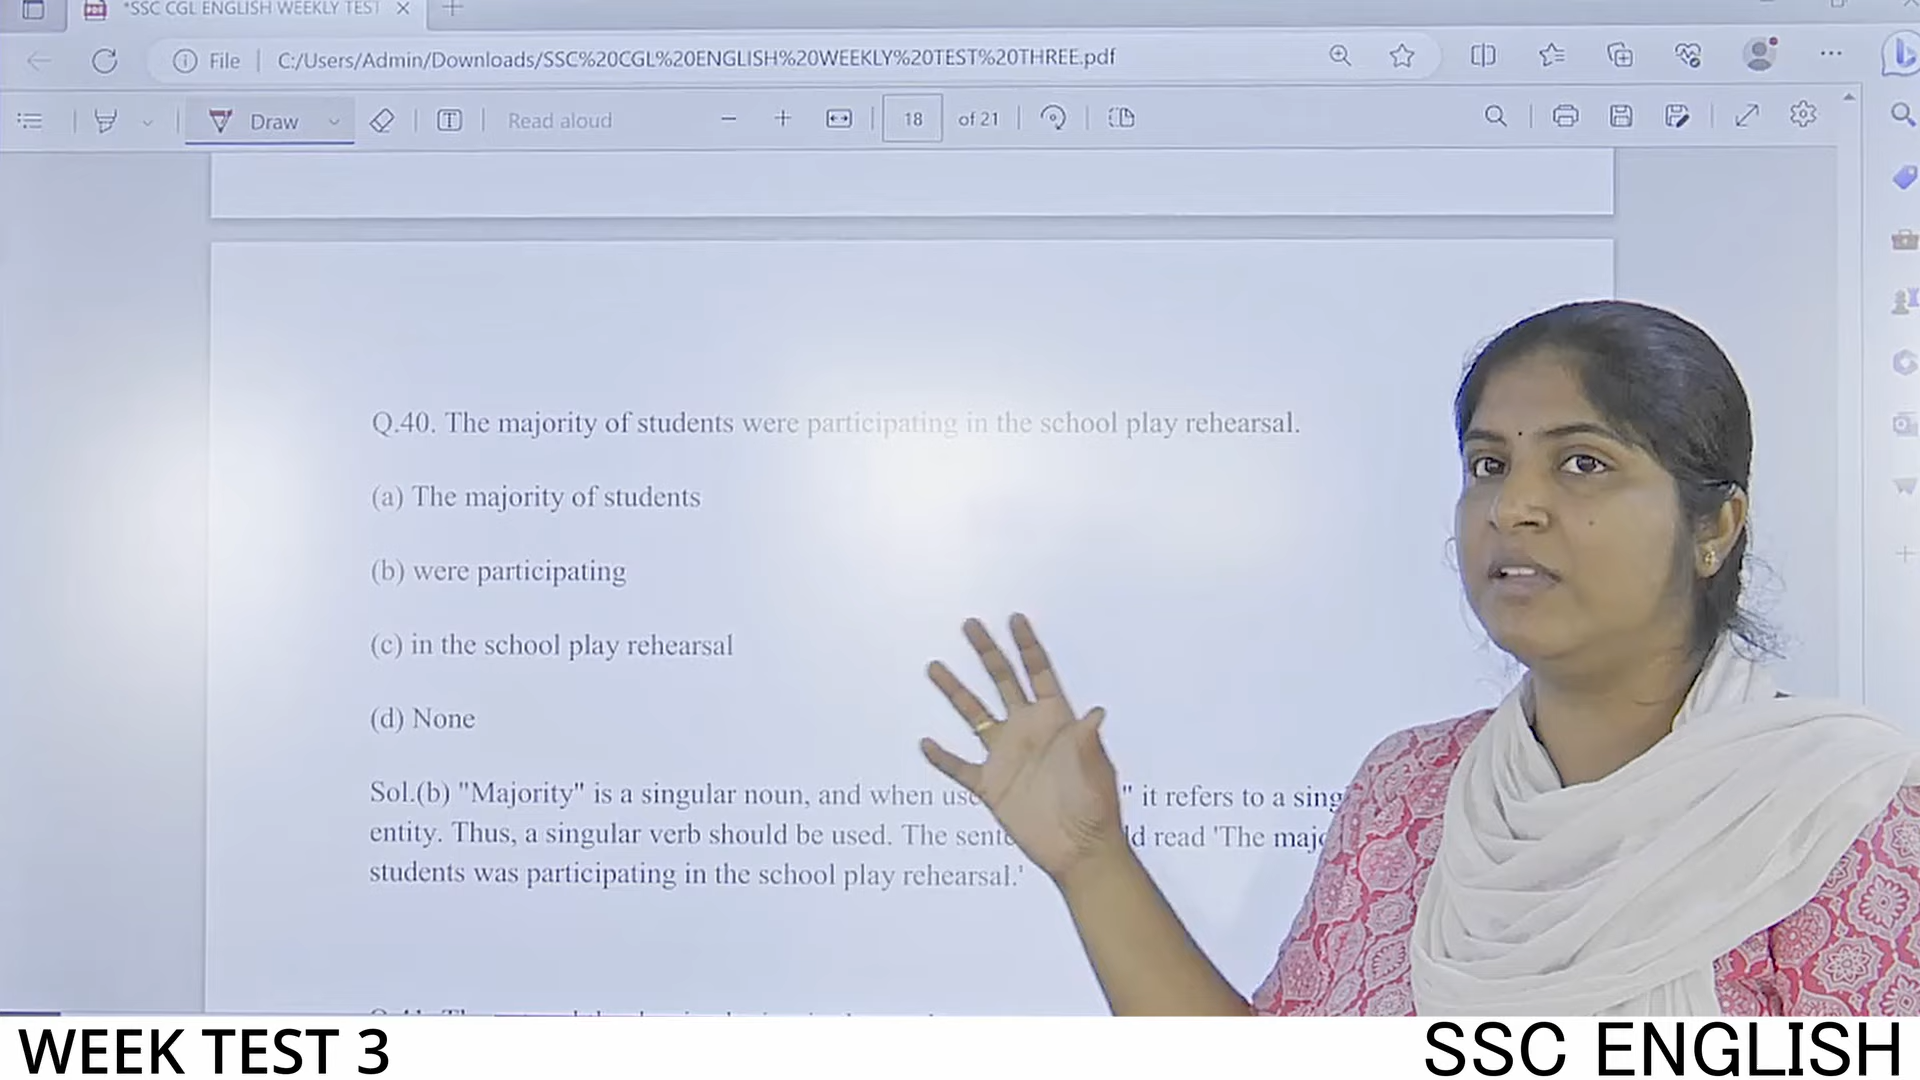 *SSC CGL ENGLISH WEEKLY TEST
File C:/Users/Admin/Downloads/SSC%20CGL%20ENGLISH%20WEEKLY%20TEST%20THREE.pdf
Draw Read aloud 18 of 21
Q.40. The majority of students were participating in the school play rehearsal.
(a) The majority of students
(b) were participating
(c) in the school play rehearsal
(d) None
Sol.(b) "Majority" is a singular noun, and when " it refers to a
entity. Thus, a singular verb should be used. The read 'The
students was participating in the school play rehearsal.'
WEEK TEST 3
SSC ENGLISH